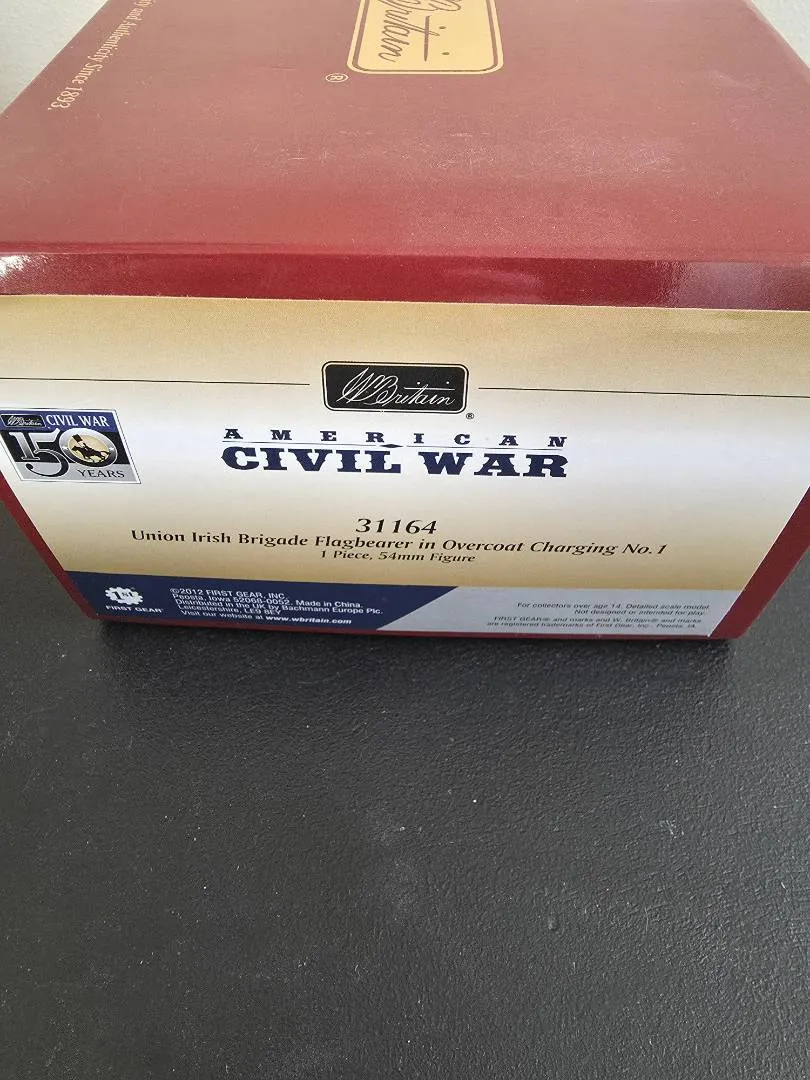 Britain
®
and Authenticity Since 1893.
WBritain
®
CIVIL WAR
150
YEARS
AMERICAN
CIVIL WAR
31164
Union Irish Brigade Flagbearer in Overcoat Charging No. 1
1 Piece, 54mm Figure
FIRST GEAR
©2012 FIRST GEAR, INC.
Peosta, Iowa 52068-0052. Made in China.
Distributed in the UK by Bachmann Europe Plc.
Leicestershire, LE9 8EY
Visit our website at www.wbritain.com
For collectors over age 14. Detailed scale model.
Not designed or intended for play.
FIRST GEAR® and marks and W. Britain® and marks
are registered trademarks of First Gear, Inc., Peosta, IA.